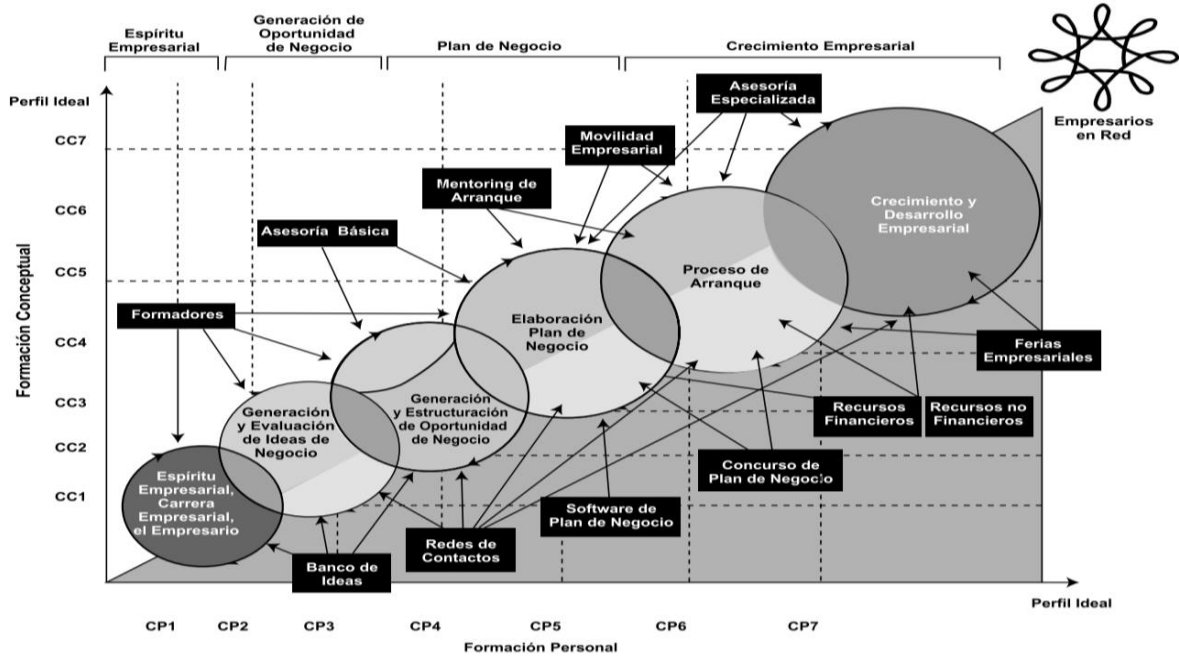 Espíritu
Empresarial
Generación de
Oportunidad
de Negocio
Plan de Negocio
Crecimiento Empresarial
Empresarios
en Red
Perfil Ideal
CC7
CC6
CC5
CC4
CC3
CC2
CC1
Formación Conceptual
Asesoría
Especializada
Movilidad
Empresarial
Mentoring de
Arranque
Asesoría Básica
Formadores
Crecimiento y
Desarrollo
Empresarial
Proceso de
Arranque
Elaboración
Plan de
Negocio
Generación
y Estructuración
de Oportunidad
de Negocio
Generación
y Evaluación
de Ideas de
Negocio
Espíritu
Empresarial,
Carrera
Empresarial,
el Empresario
Ferias
Empresariales
Recursos
Financieros
Recursos no
Financieros
Concurso de
Plan de Negocio
Software de
Plan de Negocio
Redes de
Contactos
Banco de
Ideas
Perfil Ideal
CP1
CP2
CP3
CP4
CP5
CP6
CP7
Formación Personal